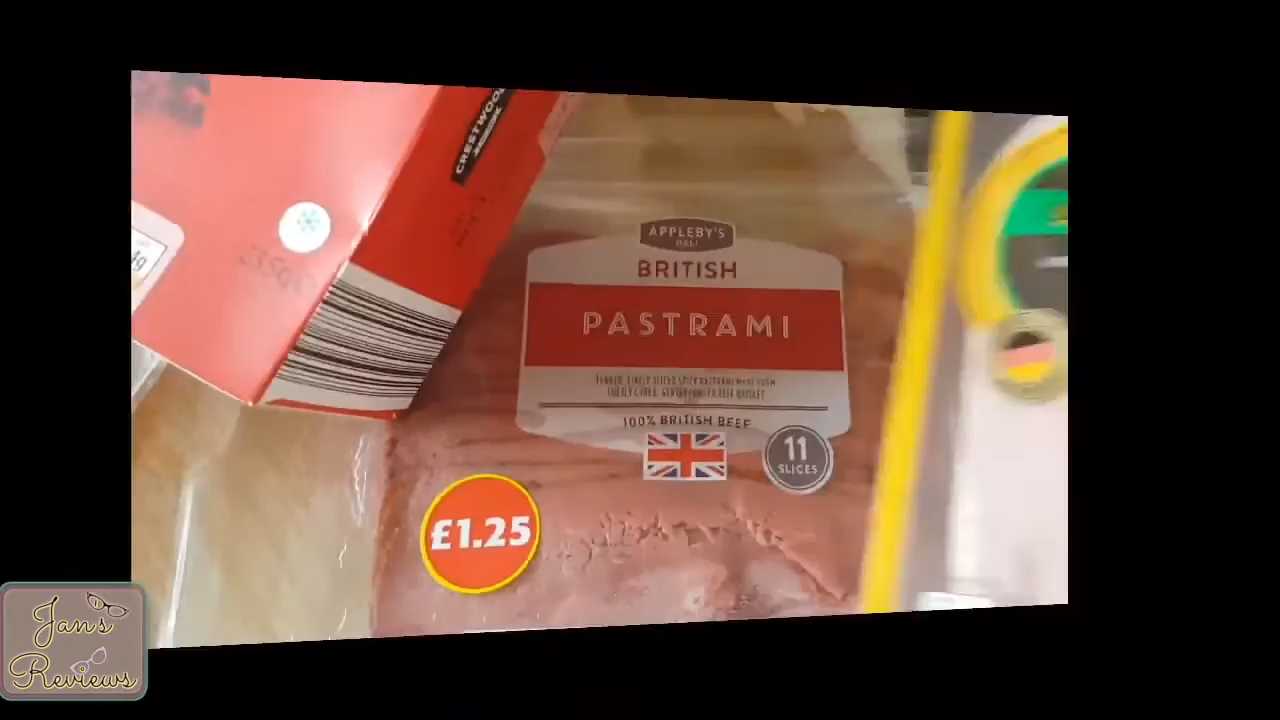 CRESTWOOD
APPLEBY'S
DELI
BRITISH
PASTRAMI
100% BRITISH BEEF
11
SLICES
£1.25
Jan's
Reviews